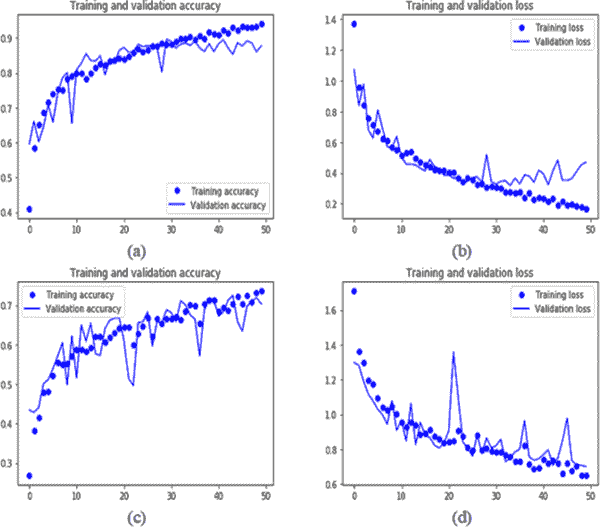 Training and validation accuracy
0.9
0.8
0.7
0.6
0.5
0.4
Training accuracy
Validation accuracy
0 10 20 30 40 50
(a)
Training and validation loss
1.4
1.2
1.0
0.8
0.6
0.4
0.2
Training loss
Validation loss
0 10 20 30 40 50
(b)
Training and validation accuracy
Training accuracy
Validation accuracy
0.7
0.6
0.5
0.4
0.3
0 10 20 30 40 50
(c)
Training and validation loss
Training loss
Validation loss
1.6
1.4
1.2
1.0
0.8
0.6
0 10 20 30 40 50
(d)